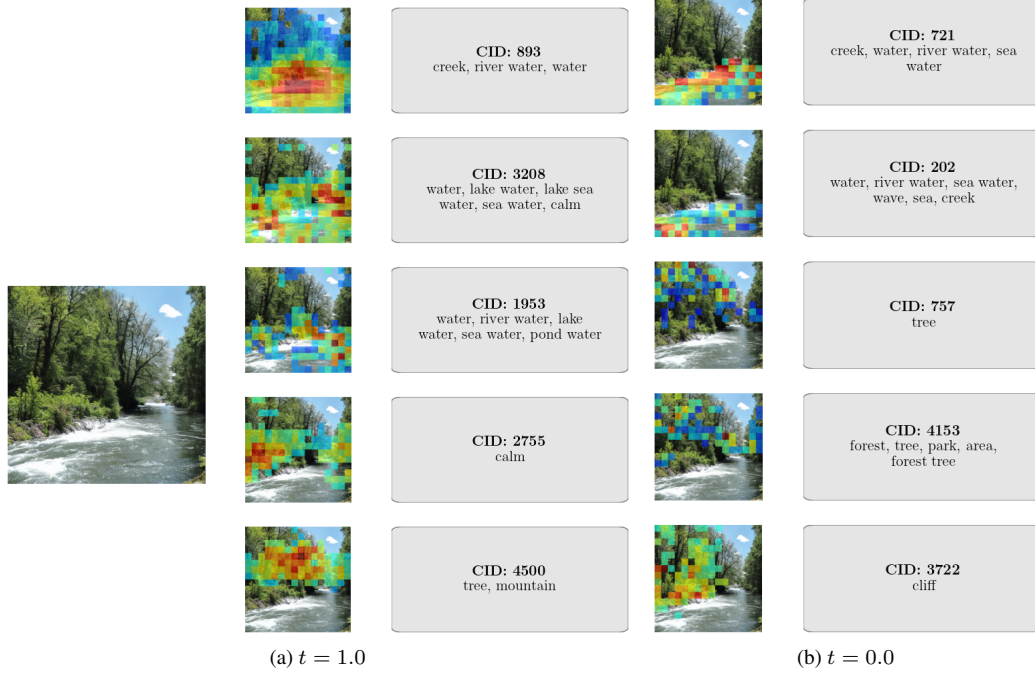 CID: 893
creek, river water, water
CID: 3208
water, lake water, lake sea
water, sea water, calm
CID: 1953
water, river water, lake
water, sea water, pond water
CID: 2755
calm
CID: 4500
tree, mountain
(a) t = 1.0
CID: 721
creek, water, river water, sea
water
CID: 202
water, river water, sea water,
wave, sea, creek
CID: 757
tree
CID: 4153
forest, tree, park, area,
forest tree
CID: 3722
cliff
(b) t = 0.0